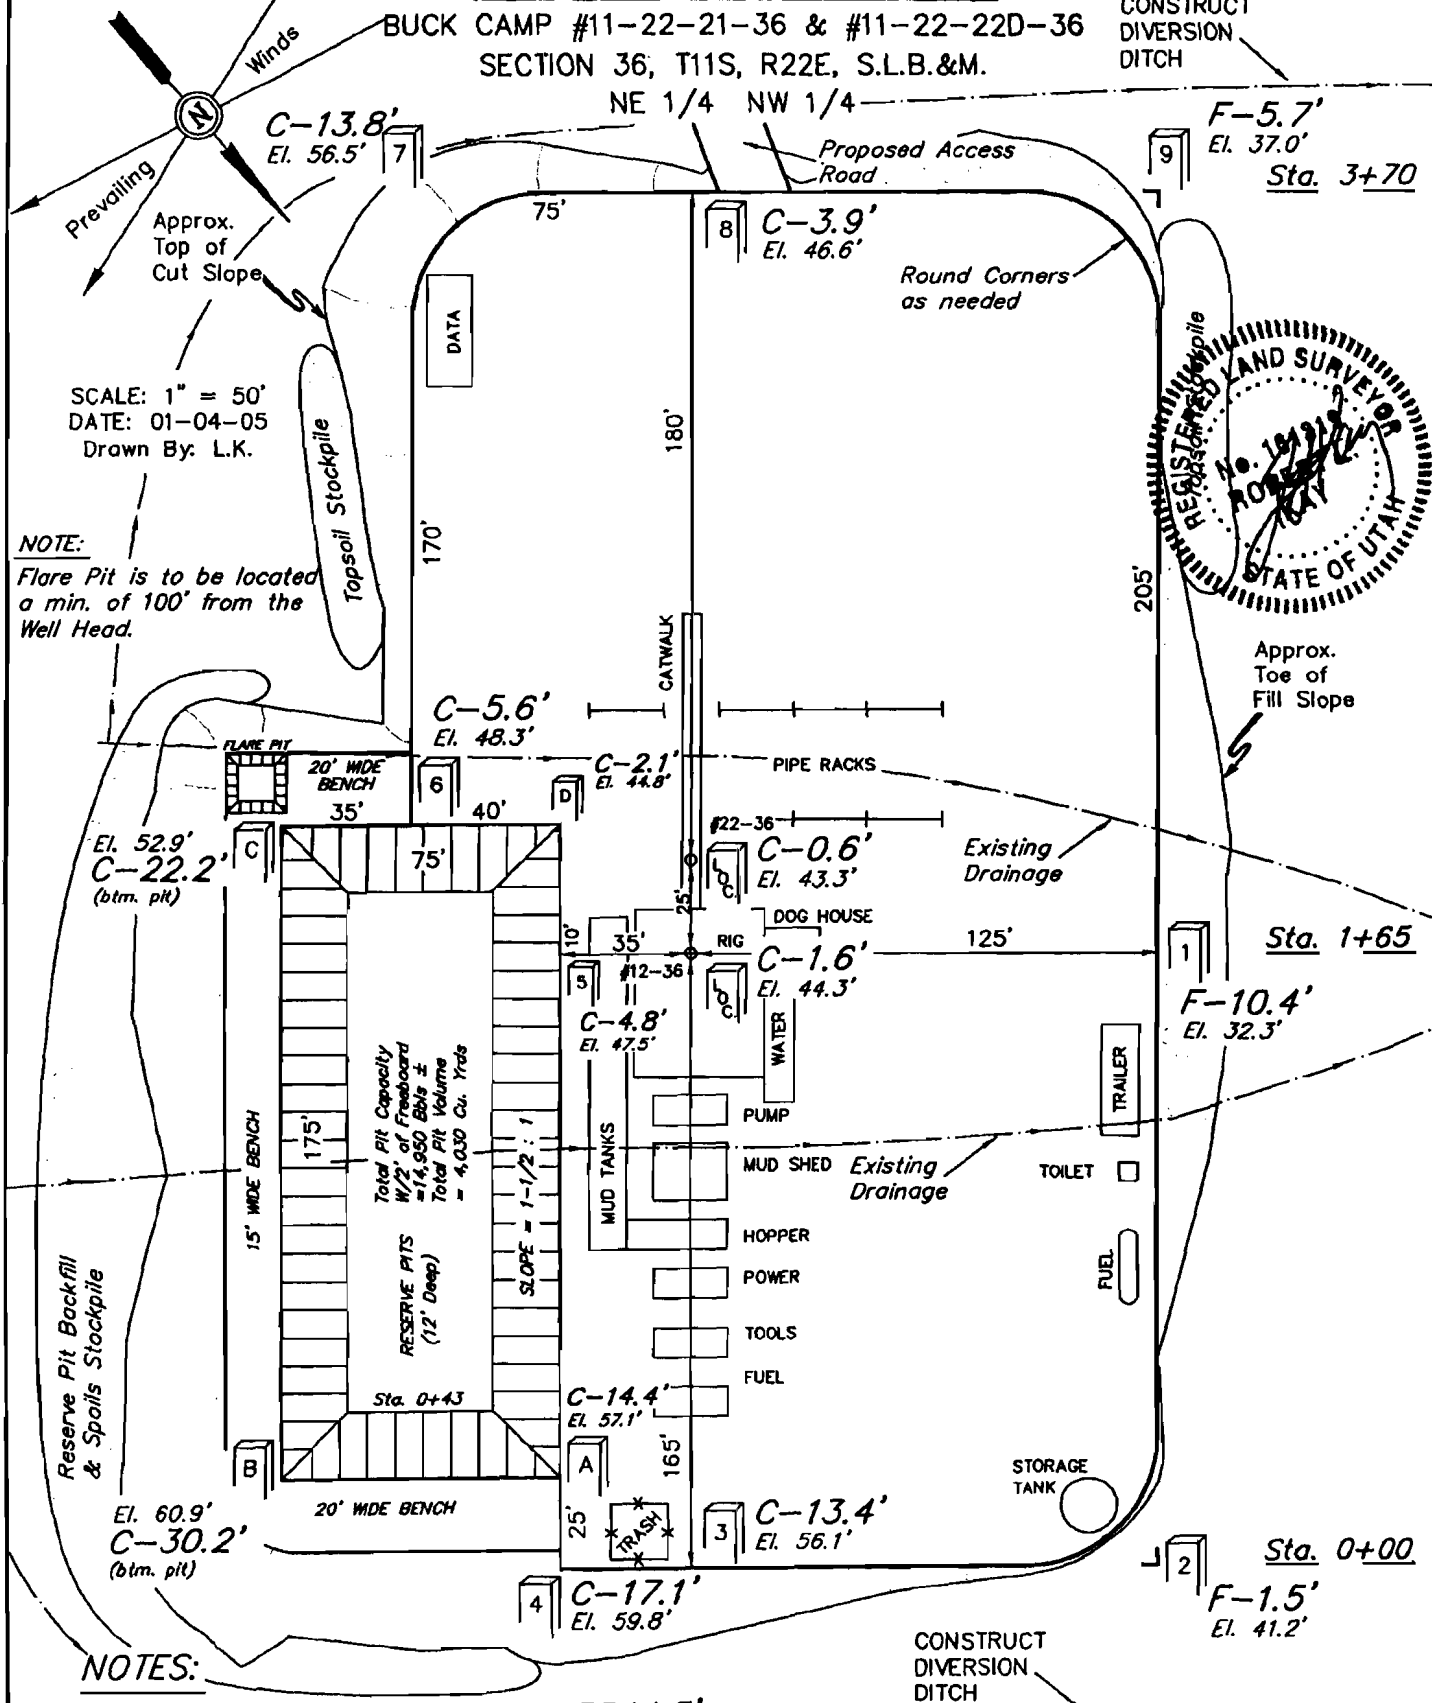 BUCK CAMP #11-22-21-36 & #11-22-22D-36
SECTION 36, T11S, R22E, S.L.B.&M.
NE 1/4 NW 1/4
CONSTRUCT
DIVERSION
DITCH
Winds
N
Prevailing
C-13.8'
El. 56.5'
7
F-5.7'
El. 37.0'
9
Sta. 3+70
Proposed Access
Road
Approx.
Top of
Cut Slope
75'
8
C-3.9'
El. 46.6'
Round Corners
as needed
DATA
SCALE: 1" = 50'
DATE: 01-04-05
Drawn By: L.K.
Topsoil Stockpile
180'
170'
Topsoil Stockpile
REGISTERED LAND SURVEYOR
No. 161319
ROBERT
KAY
STATE OF UTAH
205'
NOTE:
Flare Pit is to be located
a min. of 100' from the
Well Head.
Approx.
Toe of
Fill Slope
CATWALK
C-5.6'
El. 48.3'
6
FLARE PIT
20' WIDE
BENCH
C-2.1'
El. 44.8'
D
PIPE RACKS
35'
40'
75'
El. 52.9'
C-22.2'
(btm. pit)
C
#22-36
LOC.
C-0.6'
El. 43.3'
Existing
Drainage
25'
DOG HOUSE
10'
35'
RIG
125'
1
Sta. 1+65
#12-36
LOC.
C-1.6'
El. 44.3'
5
C-4.8'
El. 47.5'
F-10.4'
El. 32.3'
WATER
TRAILER
Total Pit Capacity
W/2' of Freeboard
=14,950 Bbls ±
Total Pit Volume
= 4,030 Cu. Yrds
175'
15' WIDE BENCH
SLOPE = 1-1/2 : 1
MUD TANKS
PUMP
MUD SHED
Existing
Drainage
TOILET
HOPPER
POWER
FUEL
TOOLS
FUEL
RESERVE PITS
(12' Deep)
Reserve Pit Backfill
& Spoils Stockpile
Sta. 0+43
C-14.4'
El. 57.1'
B
A
165'
STORAGE
TANK
El. 60.9'
C-30.2'
(btm. pit)
20' WIDE BENCH
25'
TRASH
3
C-13.4'
El. 56.1'
2
Sta. 0+00
4
C-17.1'
El. 59.8'
F-1.5'
El. 41.2'
NOTES:
CONSTRUCT
DIVERSION
DITCH